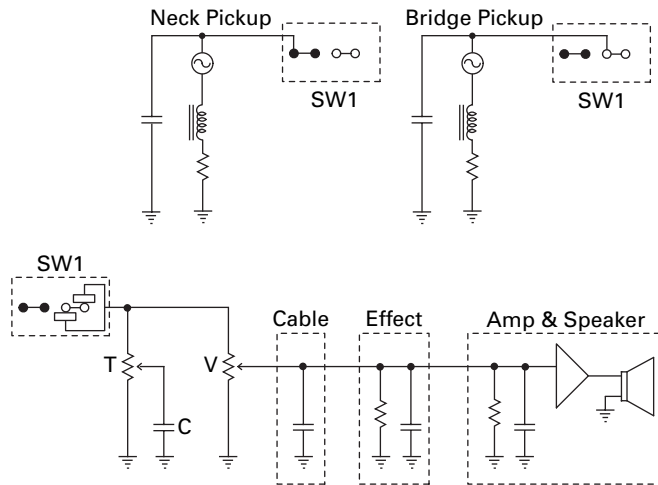 Neck Pickup
Bridge Pickup
SW1
SW1
SW1
Cable
Effect
Amp & Speaker
T
V
C